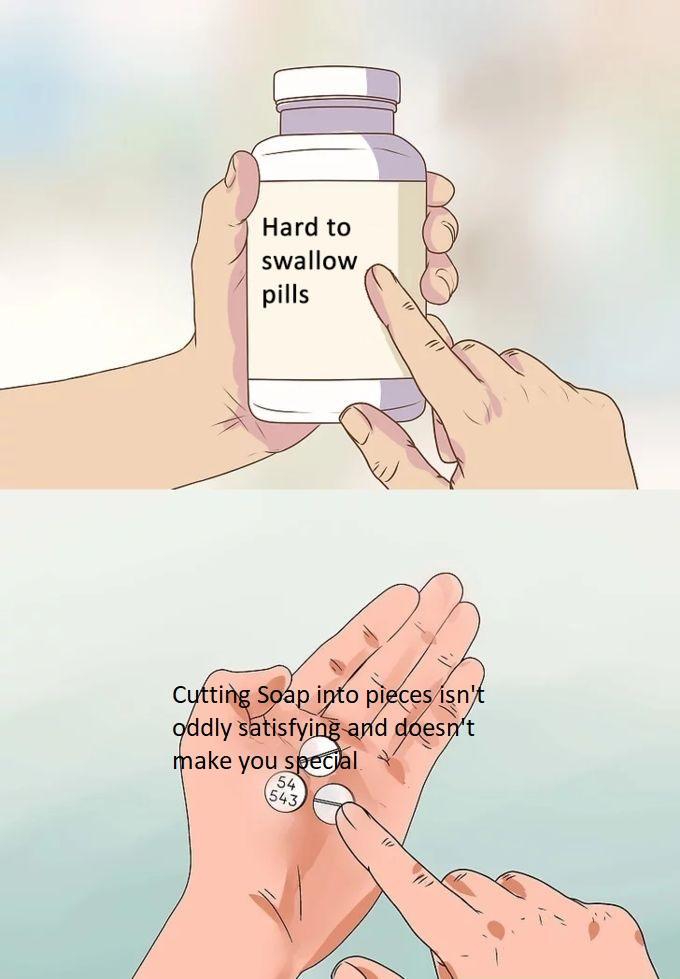 Hard to
swallow
pills
Cutting Soap into pieces isn't
oddly satisfying and doesn't
make you special
54
543